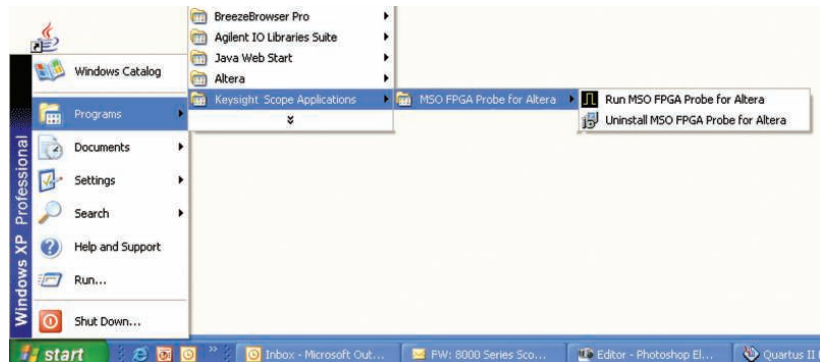 BreezeBrowser Pro
Agilent IO Libraries Suite
Java Web Start
Windows Catalog
Altera
Keysight Scope Applications
MSO FPGA Probe for Altera
Run MSO FPGA Probe for Altera
Programs
Uninstall MSO FPGA Probe for Altera
Documents
Settings
Search
Help and Support
Run...
Shut Down...
Windows XP Professional
start
Inbox - Microsoft Out...
FW: 8000 Series Sco...
Editor - Photoshop El...
Quartus II